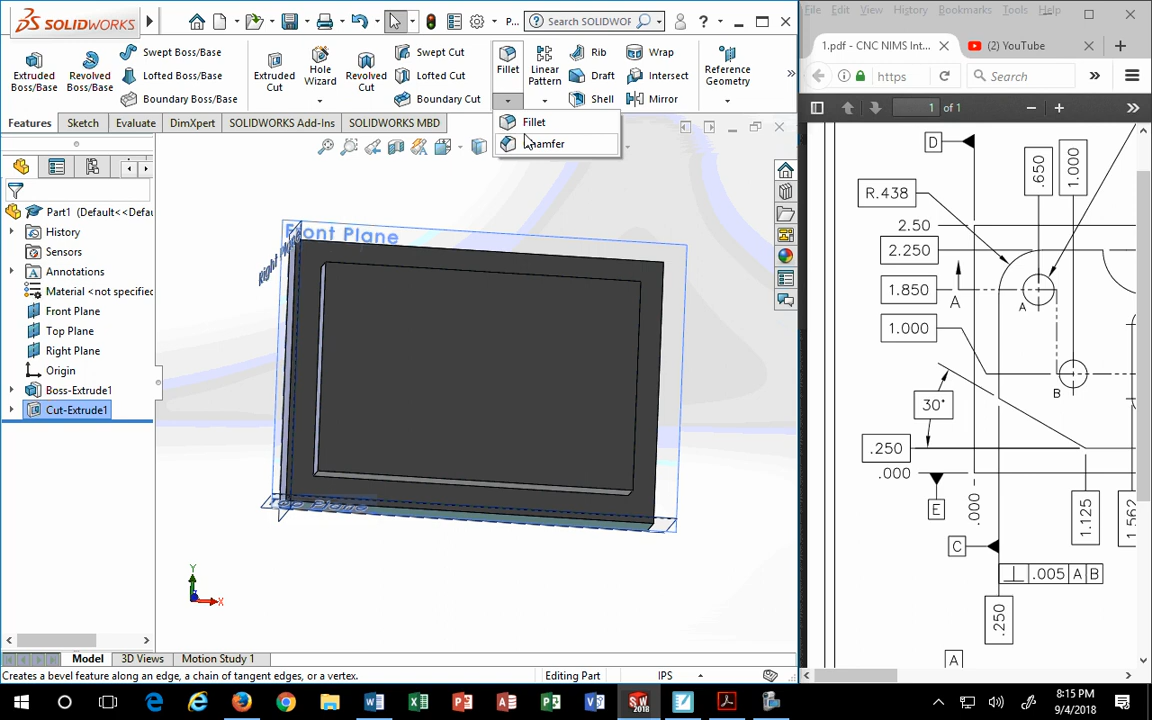 SOLIDWORKS
P...
Search SOLIDWOR
File Edit View History Bookmarks Tools Help
1.pdf - CNC NIMS Int...
(2) YouTube
https
Search
1 of 1
Extruded Boss/Base
Revolved Boss/Base
Swept Boss/Base
Lofted Boss/Base
Boundary Boss/Base
Extruded Cut
Hole Wizard
Revolved Cut
Swept Cut
Lofted Cut
Boundary Cut
Fillet
Linear Pattern
Rib
Draft
Shell
Wrap
Intersect
Mirror
Reference Geometry
Features
Sketch
Evaluate
DimXpert
SOLIDWORKS Add-Ins
SOLIDWORKS MBD
Fillet
amfer
Part1 (Default<<Defau
History
Sensors
Annotations
Material <not specified
Front Plane
Top Plane
Right Plane
Origin
Boss-Extrude1
Cut-Extrude1
Front Plane
Y
X
D
R.438
.650
1.000
2.50
2.250
1.850
A
A
1.000
B
30°
.250
.000
E
.000
1.125
1.562
C
.005 A B
.250
A
Model
3D Views
Motion Study 1
Creates a bevel feature along an edge, a chain of tangent edges, or a vertex.
Editing Part
IPS
8:15 PM
9/4/2018